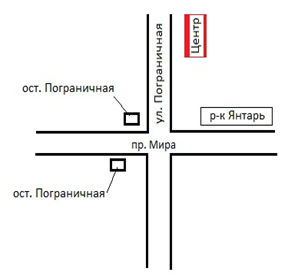 Центр
ул. Пограничная
ост. Пограничная
р-к Янтарь
пр. Мира
ост. Пограничная